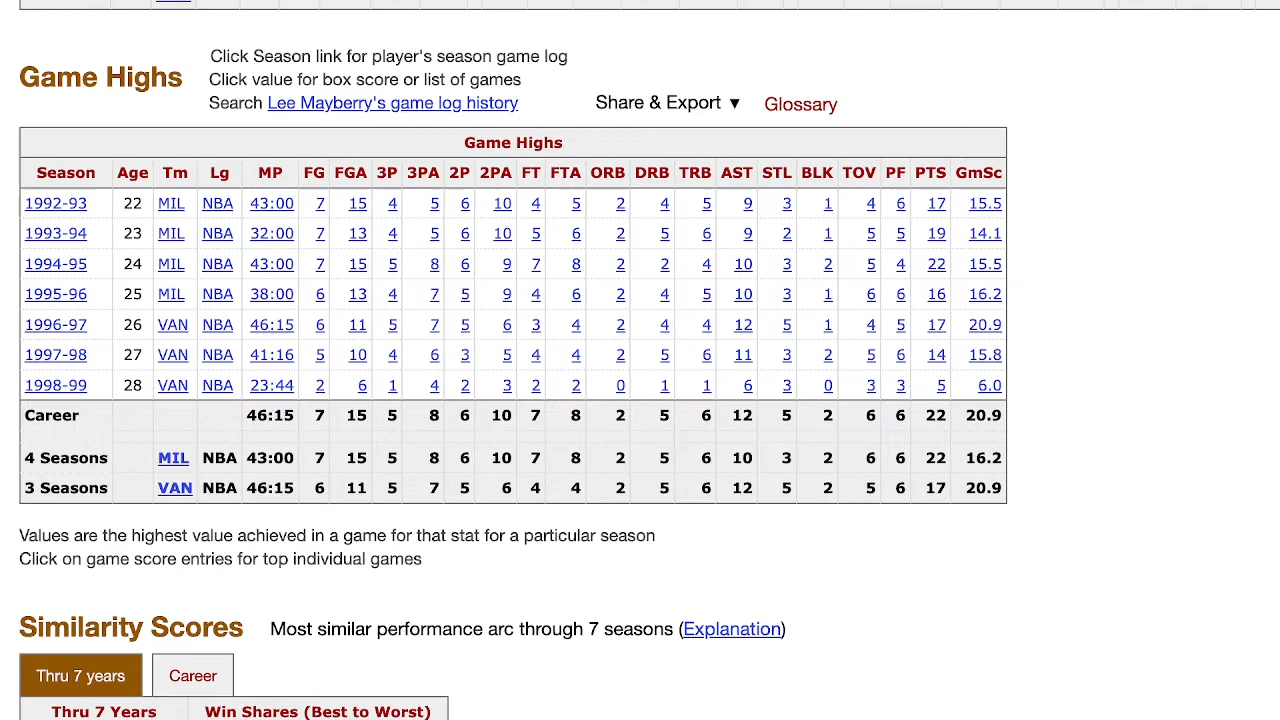 Game Highs
Click Season link for player's season game log
Click value for box score or list of games
Search Lee Mayberry's game log history
Share & Export ▼ Glossary
Game Highs
Season Age Tm Lg MP FG FGA 3P 3PA 2P 2PA FT FTA ORB DRB TRB AST STL BLK TOV PF PTS GmSc
1992-93 22 MIL NBA 43:00 7 15 4 5 6 10 4 5 2 4 5 9 3 1 4 6 17 15.5
1993-94 23 MIL NBA 32:00 7 13 4 5 6 10 5 6 2 5 6 9 2 1 5 5 19 14.1
1994-95 24 MIL NBA 43:00 7 15 5 8 6 9 7 8 2 2 4 10 3 2 5 4 22 15.5
1995-96 25 MIL NBA 38:00 6 13 4 7 5 9 4 6 2 4 5 10 3 1 6 6 16 16.2
1996-97 26 VAN NBA 46:15 6 11 5 7 5 6 3 4 2 4 4 12 5 1 4 5 17 20.9
1997-98 27 VAN NBA 41:16 5 10 4 6 3 5 4 4 2 5 6 11 3 2 5 6 14 15.8
1998-99 28 VAN NBA 23:44 2 6 1 4 2 3 2 2 0 1 1 6 3 0 3 3 5 6.0
Career 46:15 7 15 5 8 6 10 7 8 2 5 6 12 5 2 6 6 22 20.9
4 Seasons MIL NBA 43:00 7 15 5 8 6 10 7 8 2 5 6 10 3 2 6 6 22 16.2
3 Seasons VAN NBA 46:15 6 11 5 7 5 6 4 4 2 5 6 12 5 2 5 6 17 20.9
Values are the highest value achieved in a game for that stat for a particular season
Click on game score entries for top individual games
Similarity Scores Most similar performance arc through 7 seasons (Explanation)
Thru 7 years Career
Thru 7 Years Win Shares (Best to Worst)